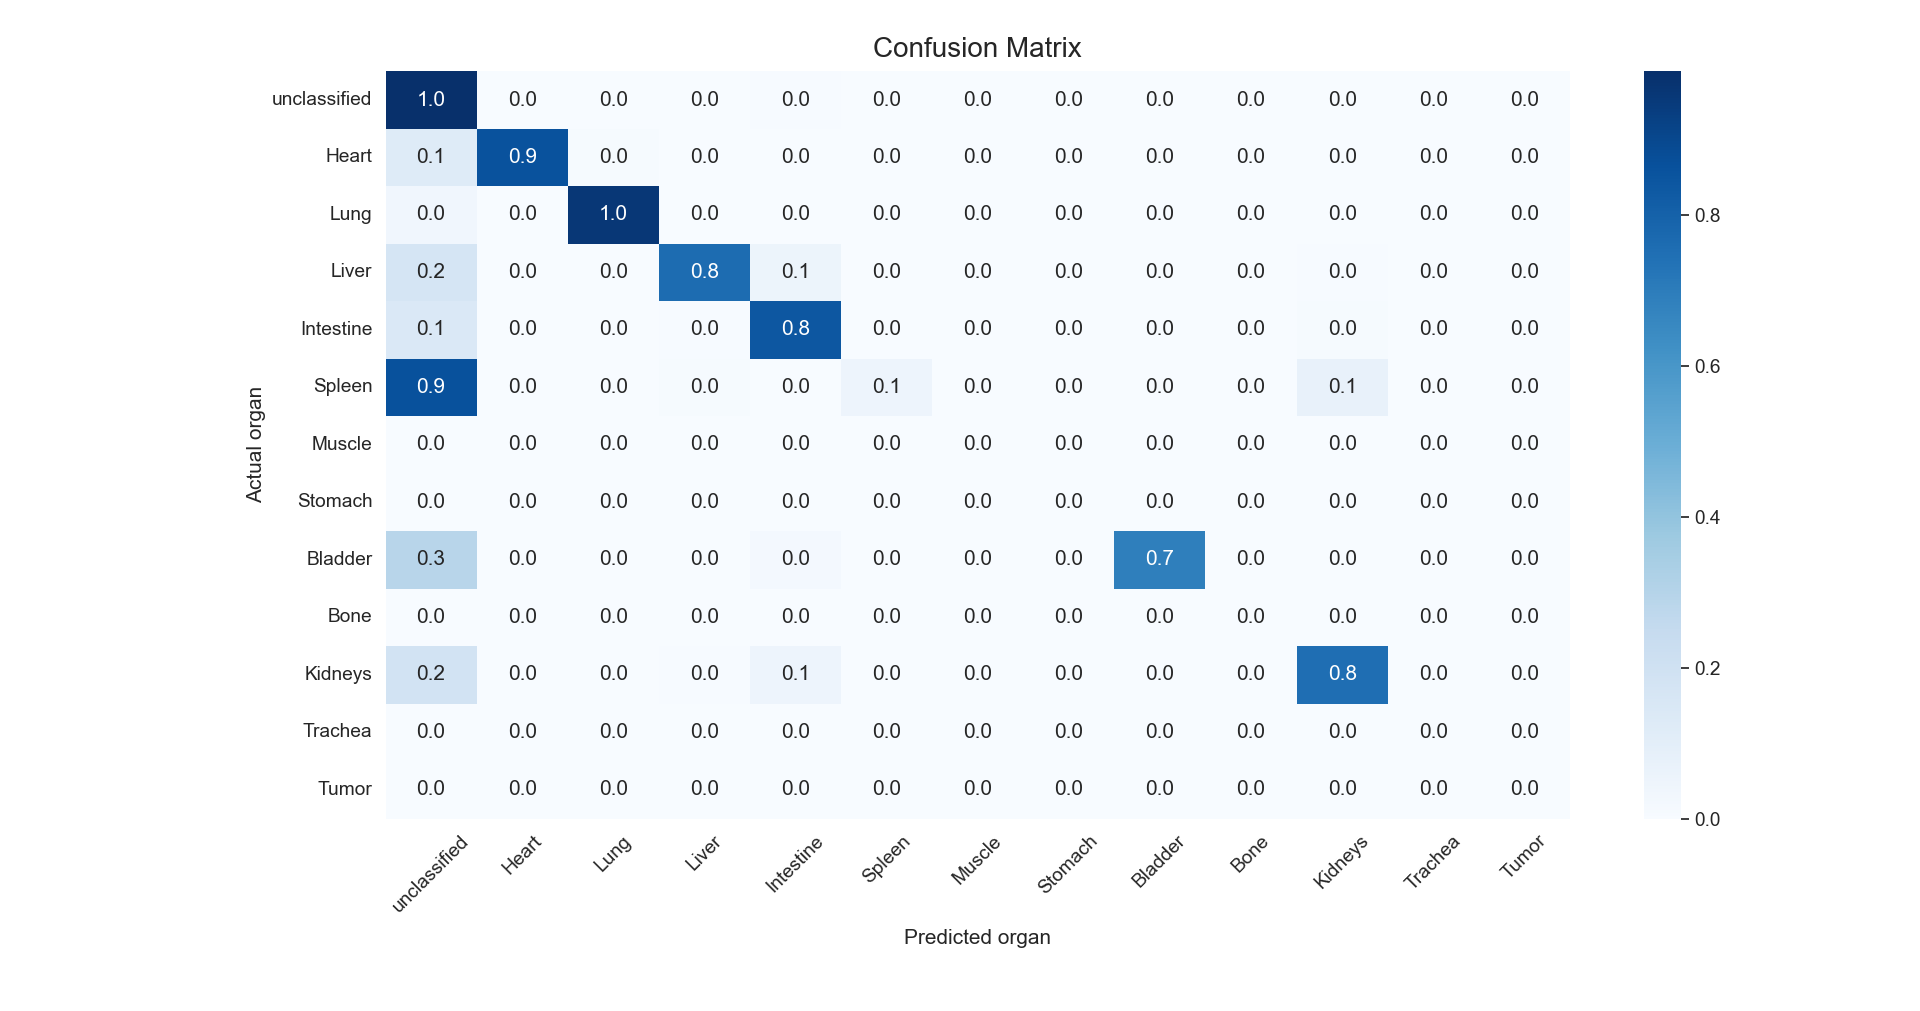 Confusion Matrix
unclassified 1.0 0.0 0.0 0.0 0.0 0.0 0.0 0.0 0.0 0.0 0.0 0.0 0.0
Heart 0.1 0.9 0.0 0.0 0.0 0.0 0.0 0.0 0.0 0.0 0.0 0.0 0.0
Lung 0.0 0.0 1.0 0.0 0.0 0.0 0.0 0.0 0.0 0.0 0.0 0.0 0.0
Liver 0.2 0.0 0.0 0.8 0.1 0.0 0.0 0.0 0.0 0.0 0.0 0.0 0.0
Intestine 0.1 0.0 0.0 0.0 0.8 0.0 0.0 0.0 0.0 0.0 0.0 0.0 0.0
Spleen 0.9 0.0 0.0 0.0 0.0 0.1 0.0 0.0 0.0 0.0 0.1 0.0 0.0
Muscle 0.0 0.0 0.0 0.0 0.0 0.0 0.0 0.0 0.0 0.0 0.0 0.0 0.0
Stomach 0.0 0.0 0.0 0.0 0.0 0.0 0.0 0.0 0.0 0.0 0.0 0.0 0.0
Bladder 0.3 0.0 0.0 0.0 0.0 0.0 0.0 0.0 0.7 0.0 0.0 0.0 0.0
Bone 0.0 0.0 0.0 0.0 0.0 0.0 0.0 0.0 0.0 0.0 0.0 0.0 0.0
Kidneys 0.2 0.0 0.0 0.0 0.1 0.0 0.0 0.0 0.0 0.0 0.8 0.0 0.0
Trachea 0.0 0.0 0.0 0.0 0.0 0.0 0.0 0.0 0.0 0.0 0.0 0.0 0.0
Tumor 0.0 0.0 0.0 0.0 0.0 0.0 0.0 0.0 0.0 0.0 0.0 0.0 0.0
Actual organ
unclassified Heart Lung Liver Intestine Spleen Muscle Stomach Bladder Bone Kidneys Trachea Tumor
Predicted organ
0.8
0.6
0.4
0.2
0.0